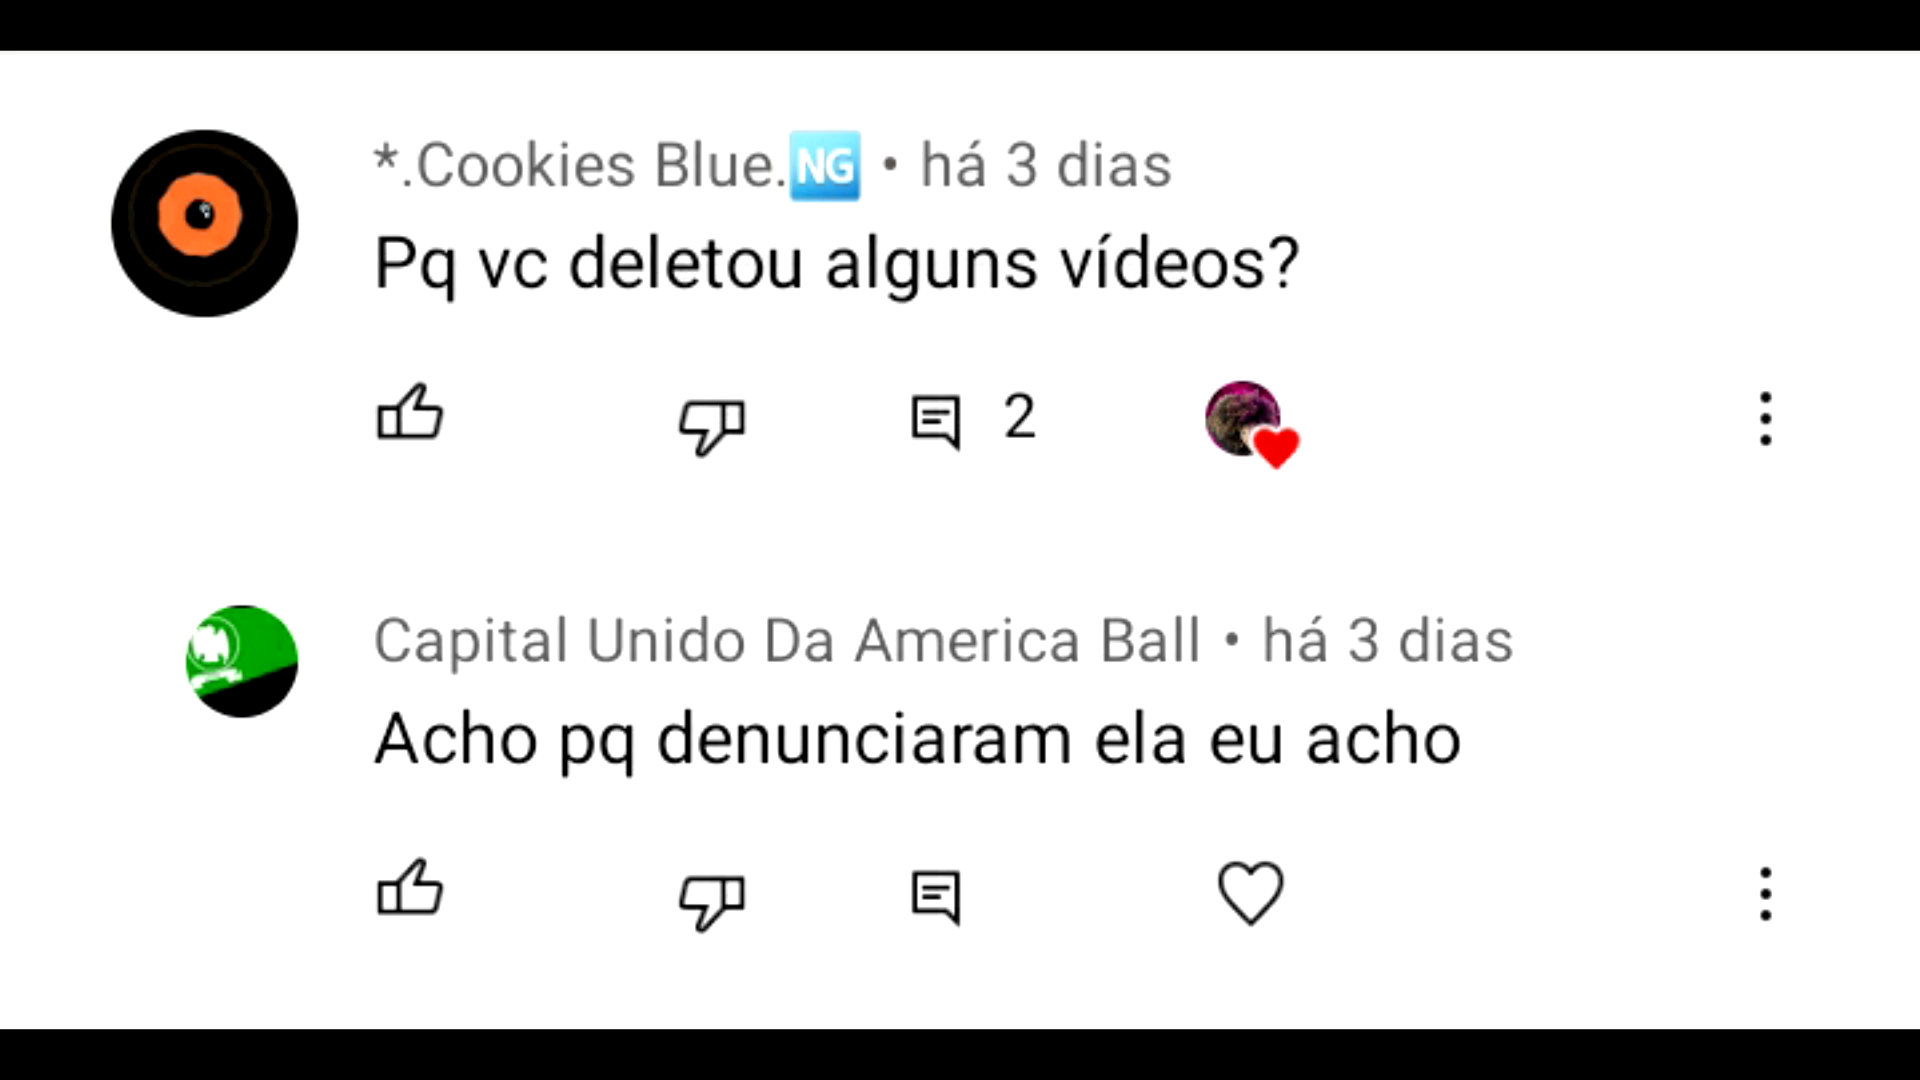 *.Cookies Blue.🆖 • há 3 dias
Pq vc deletou alguns vídeos?
2
Capital Unido Da America Ball • há 3 dias
Acho pq denunciaram ela eu acho